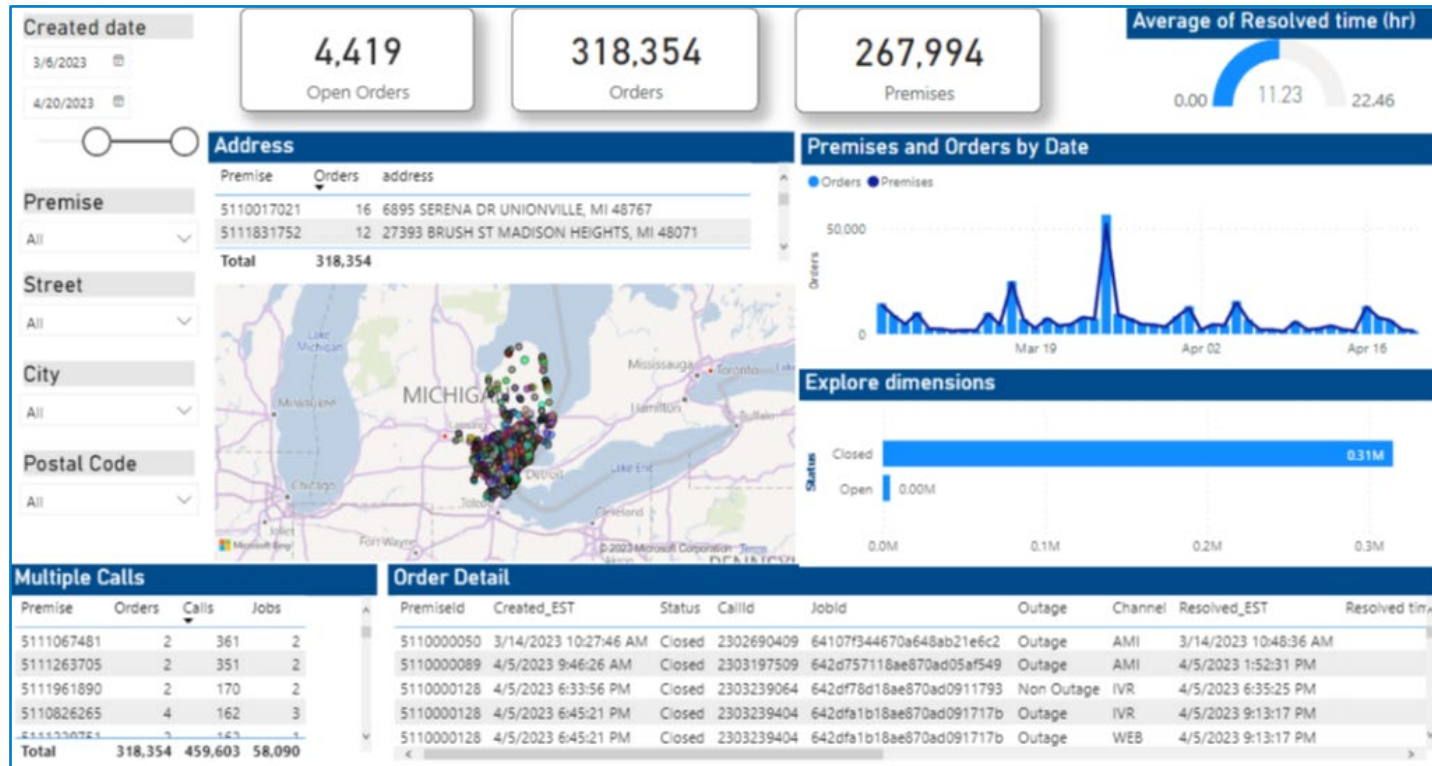 Created date
3/6/2023
4/20/2023
4,419
Open Orders
318,354
Orders
267,994
Premises
Average of Resolved time (hr)
0.00 11.23 22.46
Premise
All
Street
All
City
All
Postal Code
All
Address
Premise Orders address
5110017021 16 6895 SERENA DR UNIONVILLE, MI 48767
5111831752 12 27393 BRUSH ST MADISON HEIGHTS, MI 48071
Total 318,354
Lake
Michigan
MICHIGA
Milwaukee
Lansing
Chicago
Joliet
Fort Wayne
Toledo
Detroit
Lake Erie
Cleveland
Akron
Mississauga
Toronto
Hamilton
Buffalo
Microsoft Bing
© 2023 Microsoft Corporation Terms
Premises and Orders by Date
Orders Premises
Orders
50,000
0
Mar 19 Apr 02 Apr 16
Explore dimensions
Status
Closed 0.31M
Open 0.00M
0.0M 0.1M 0.2M 0.3M
Multiple Calls
Premise Orders Calls Jobs
5111067481 2 361 2
5111263705 2 351 2
5111961890 2 170 2
5110826265 4 162 3
Total 318,354 459,603 58,090
Order Detail
PremiseId Created_EST Status CallId JobId Outage Channel Resolved_EST Resolved tim
5110000050 3/14/2023 10:27:46 AM Closed 2302690409 64107f344670a648ab21e6c2 Outage AMI 3/14/2023 10:48:36 AM
5110000089 4/5/2023 9:46:26 AM Closed 2303197509 642d757118ae870ad05af549 Outage AMI 4/5/2023 1:52:31 PM
5110000128 4/5/2023 6:33:56 PM Closed 2303239064 642df78d18ae870ad0911793 Non Outage IVR 4/5/2023 6:35:25 PM
5110000128 4/5/2023 6:45:21 PM Closed 2303239404 642dfa1b18ae870ad091717b Outage IVR 4/5/2023 9:13:17 PM
5110000128 4/5/2023 6:45:21 PM Closed 2303239404 642dfa1b18ae870ad091717b Outage WEB 4/5/2023 9:13:17 PM